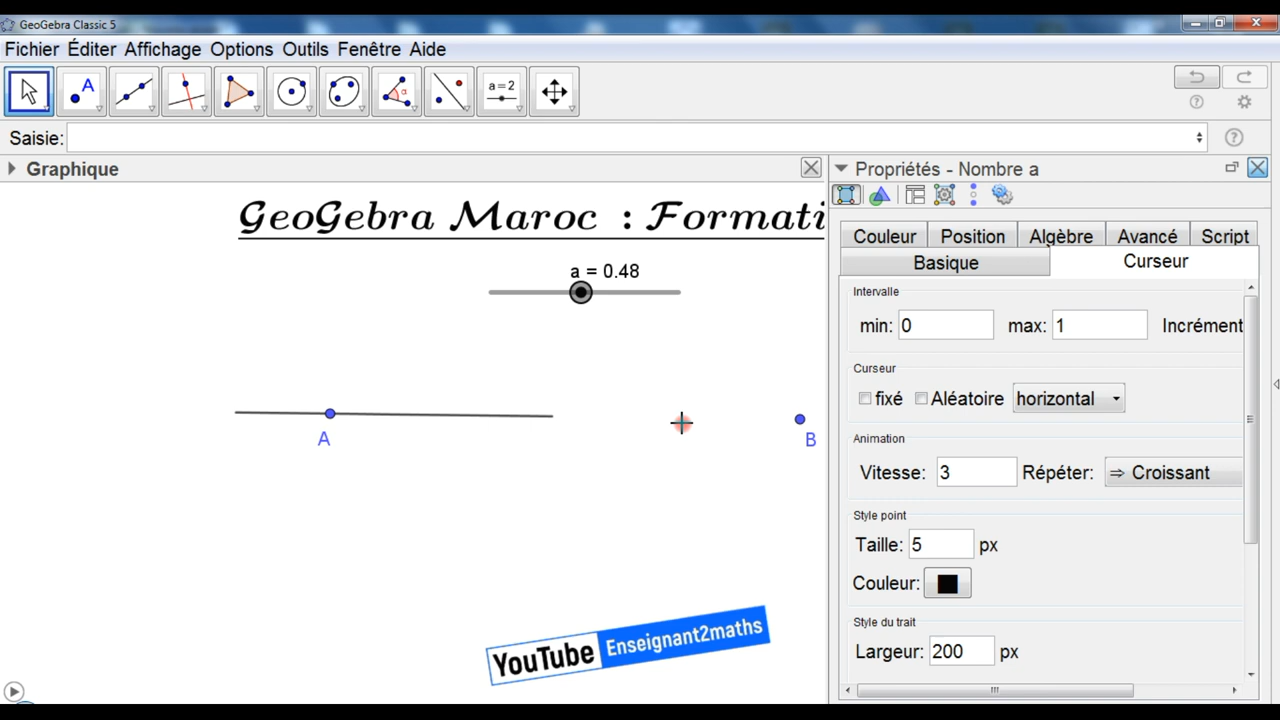 GeoGebra Classic 5
Fichier Éditer Affichage Options Outils Fenêtre Aide
A
α
a=2
Saisie:
Graphique
Propriétés - Nombre a
GeoGebra Maroc : Formati
Couleur Position Algèbre Avancé Script
Basique Curseur
a = 0.48
Intervalle
min: 0 max: 1 Incrément
Curseur
fixé Aléatoire horizontal
A
B
Animation
Vitesse: 3 Répéter: ⇒ Croissant
Style point
Taille: 5 px
Couleur:
Style du trait
Largeur: 200 px
YouTube Enseignant2maths